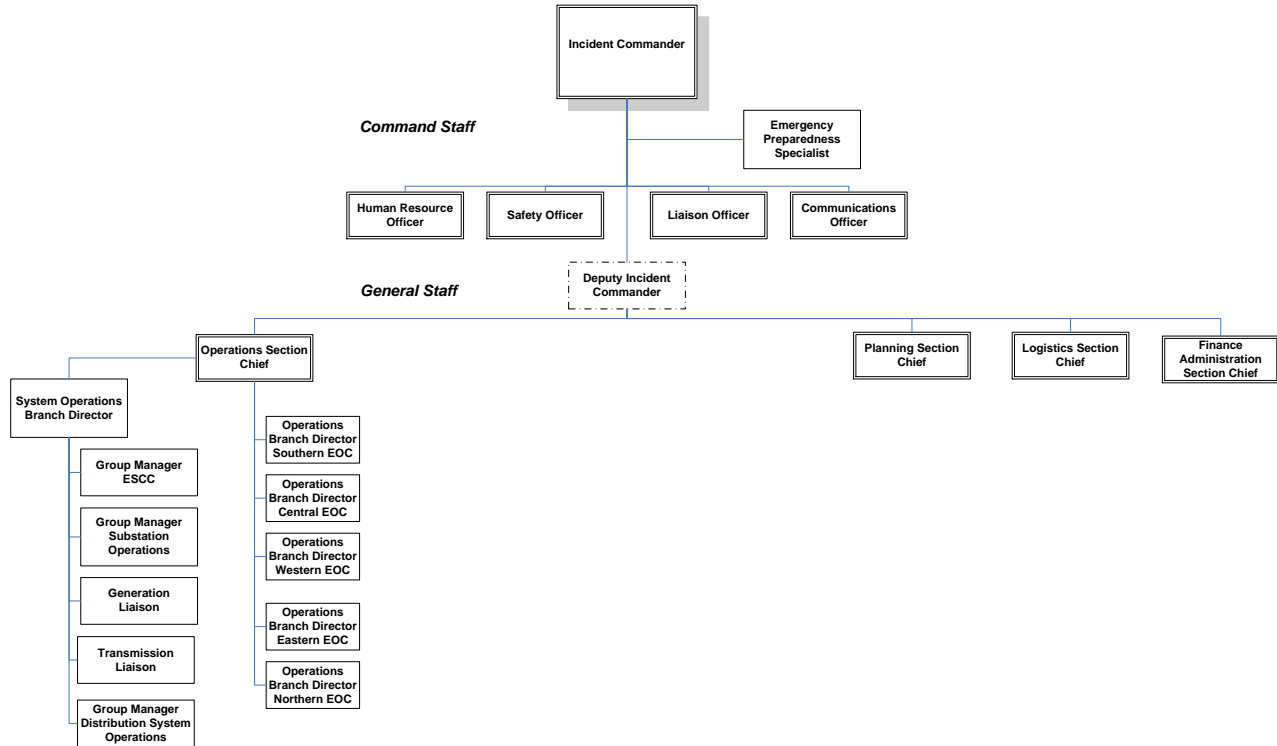 Incident Commander
Command Staff
Emergency
Preparedness
Specialist
Human Resource
Officer
Safety Officer
Liaison Officer
Communications
Officer
Deputy Incident
Commander
General Staff
Operations Section
Chief
Planning Section
Chief
Logistics Section
Chief
Finance
Administration
Section Chief
System Operations
Branch Director
Group Manager
ESCC
Group Manager
Substation
Operations
Generation
Liaison
Transmission
Liaison
Group Manager
Distribution System
Operations
Operations
Branch Director
Southern EOC
Operations
Branch Director
Central EOC
Operations
Branch Director
Western EOC
Operations
Branch Director
Eastern EOC
Operations
Branch Director
Northern EOC